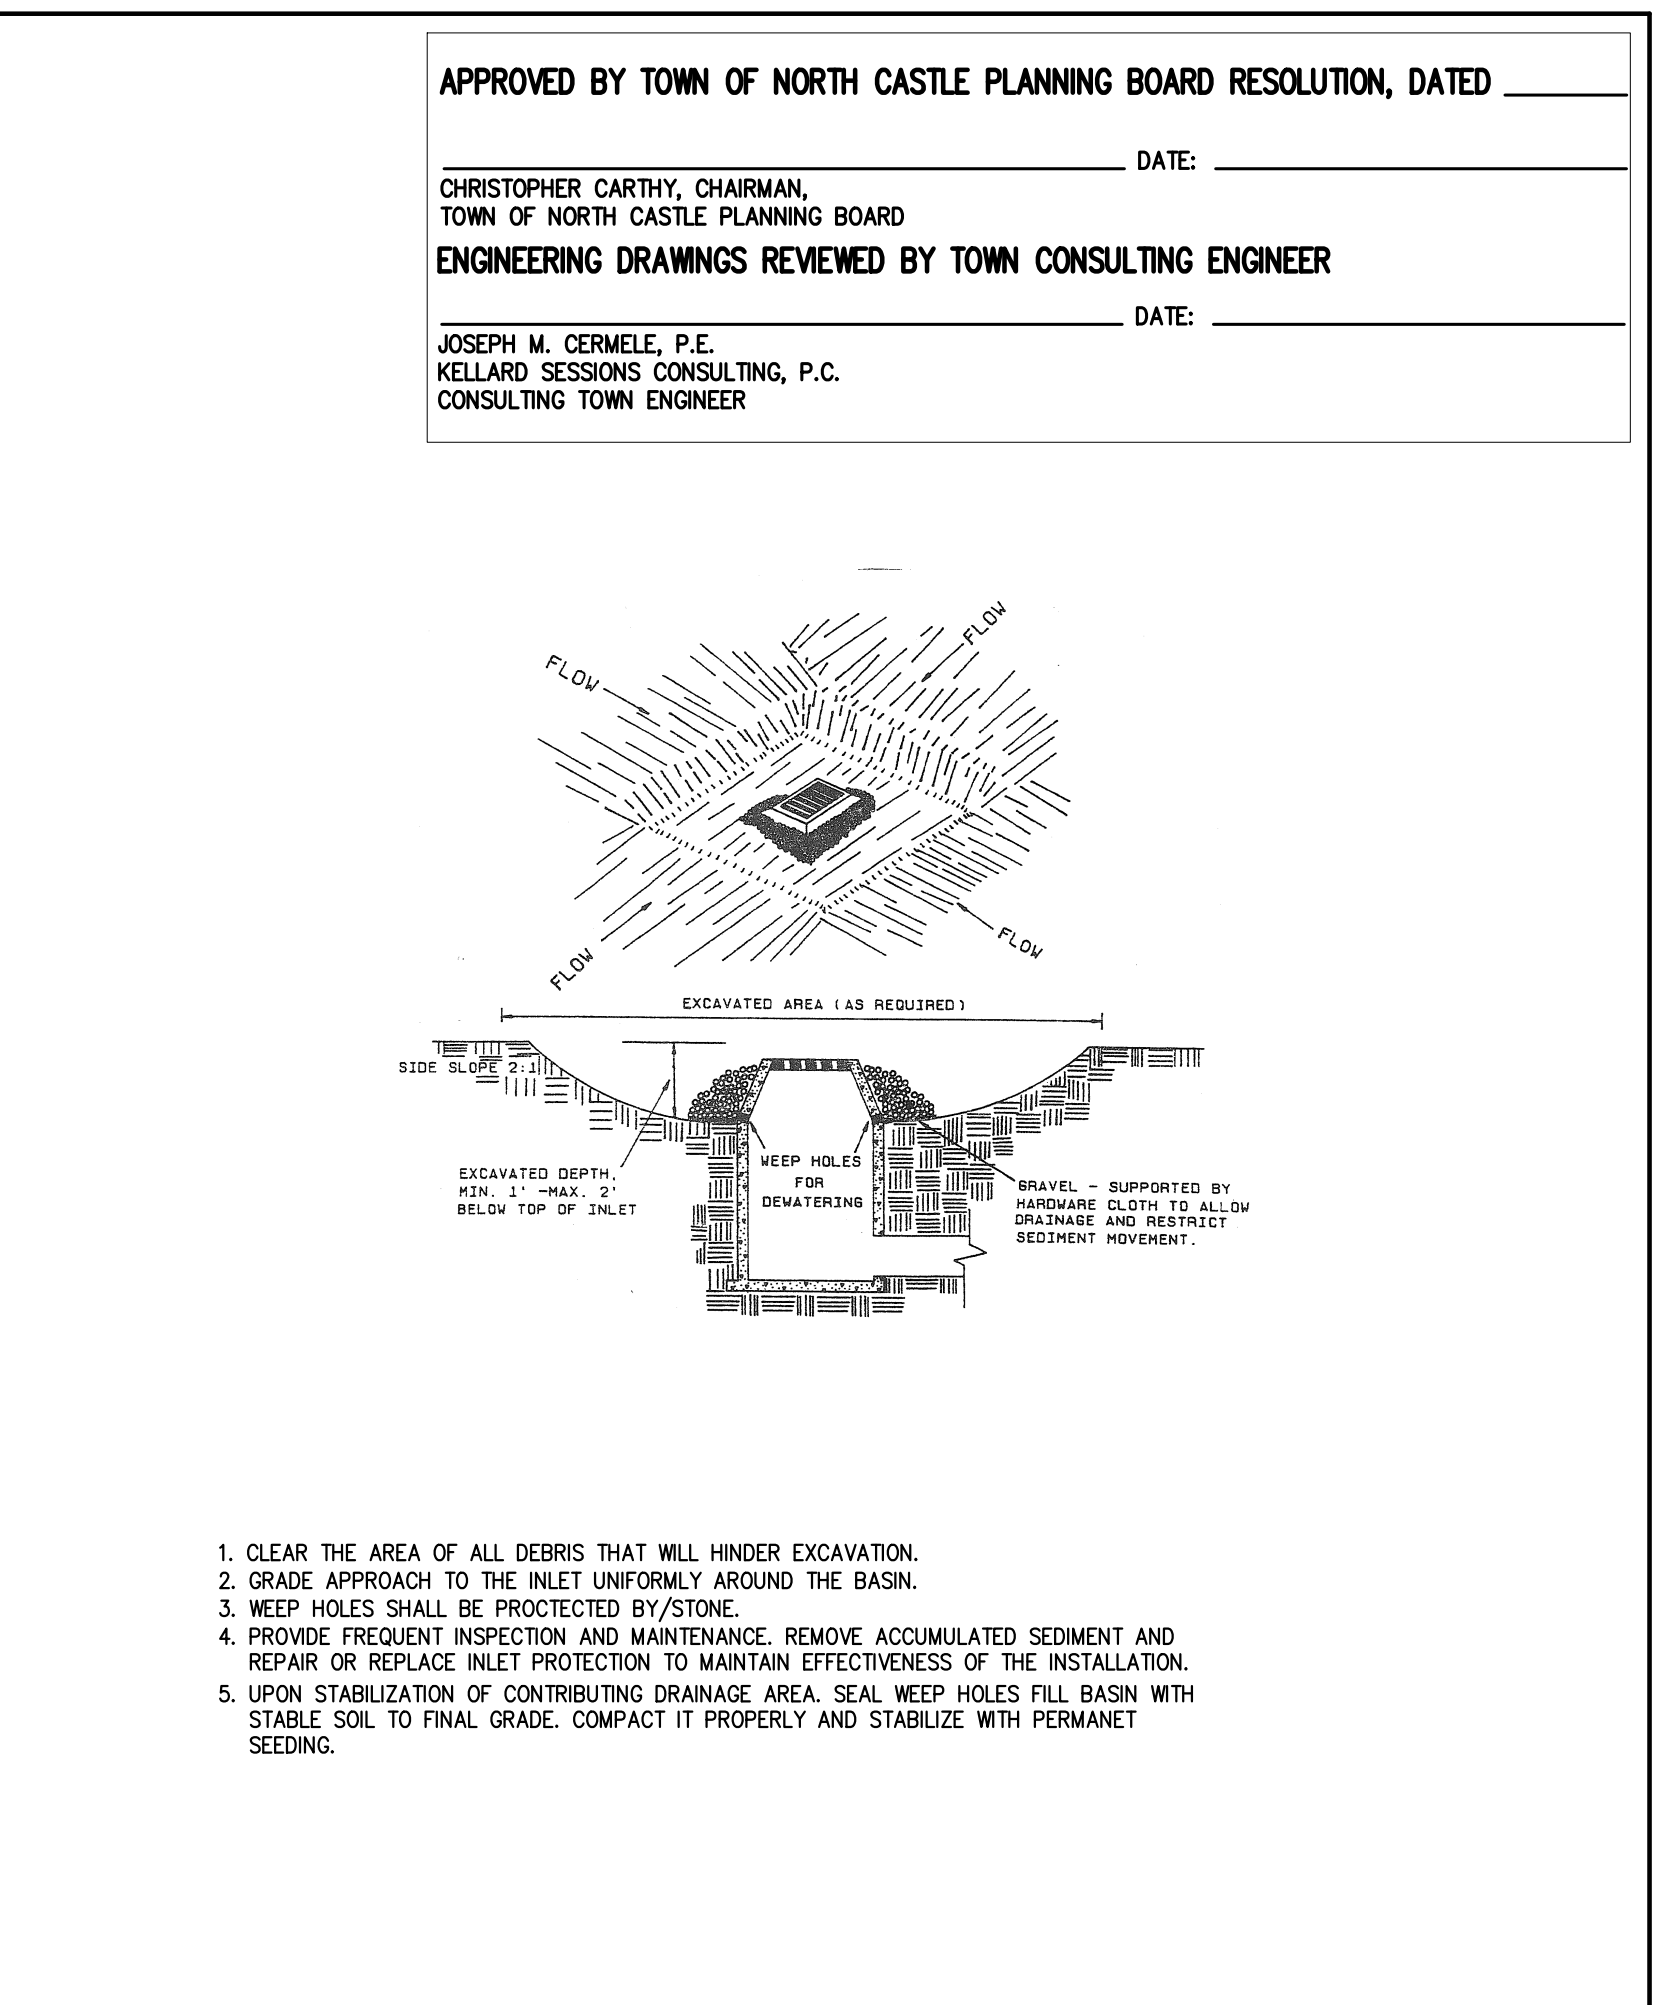 APPROVED BY TOWN OF NORTH CASTLE PLANNING BOARD RESOLUTION, DATED
DATE:
CHRISTOPHER CARTHY, CHAIRMAN,
TOWN OF NORTH CASTLE PLANNING BOARD
ENGINEERING DRAWINGS REVIEWED BY TOWN CONSULTING ENGINEER
DATE:
JOSEPH M. CERMELE, P.E.
KELLARD SESSIONS CONSULTING, P.C.
CONSULTING TOWN ENGINEER
FLOW
FLOW
FLOW
FLOW
EXCAVATED AREA (AS REQUIRED)
SIDE SLOPE 2:1
EXCAVATED DEPTH,
MIN. 1' -MAX. 2'
BELOW TOP OF INLET
WEEP HOLES
FOR
DEWATERING
GRAVEL - SUPPORTED BY
HARDWARE CLOTH TO ALLOW
DRAINAGE AND RESTRICT
SEDIMENT MOVEMENT.
1. CLEAR THE AREA OF ALL DEBRIS THAT WILL HINDER EXCAVATION.
2. GRADE APPROACH TO THE INLET UNIFORMLY AROUND THE BASIN.
3. WEEP HOLES SHALL BE PROCTECTED BY/STONE.
4. PROVIDE FREQUENT INSPECTION AND MAINTENANCE. REMOVE ACCUMULATED SEDIMENT AND
REPAIR OR REPLACE INLET PROTECTION TO MAINTAIN EFFECTIVENESS OF THE INSTALLATION.
5. UPON STABILIZATION OF CONTRIBUTING DRAINAGE AREA. SEAL WEEP HOLES FILL BASIN WITH
STABLE SOIL TO FINAL GRADE. COMPACT IT PROPERLY AND STABILIZE WITH PERMANET
SEEDING.